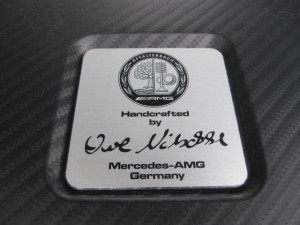 AFFALTERBACH
AMG
Handcrafted
by
Mercedes-AMG
Germany